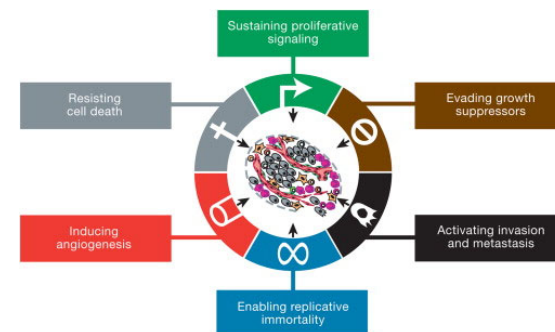 Sustaining proliferative
signaling
Resisting
cell death
Evading growth
suppressors
Inducing
angiogenesis
Activating invasion
and metastasis
Enabling replicative
immortality